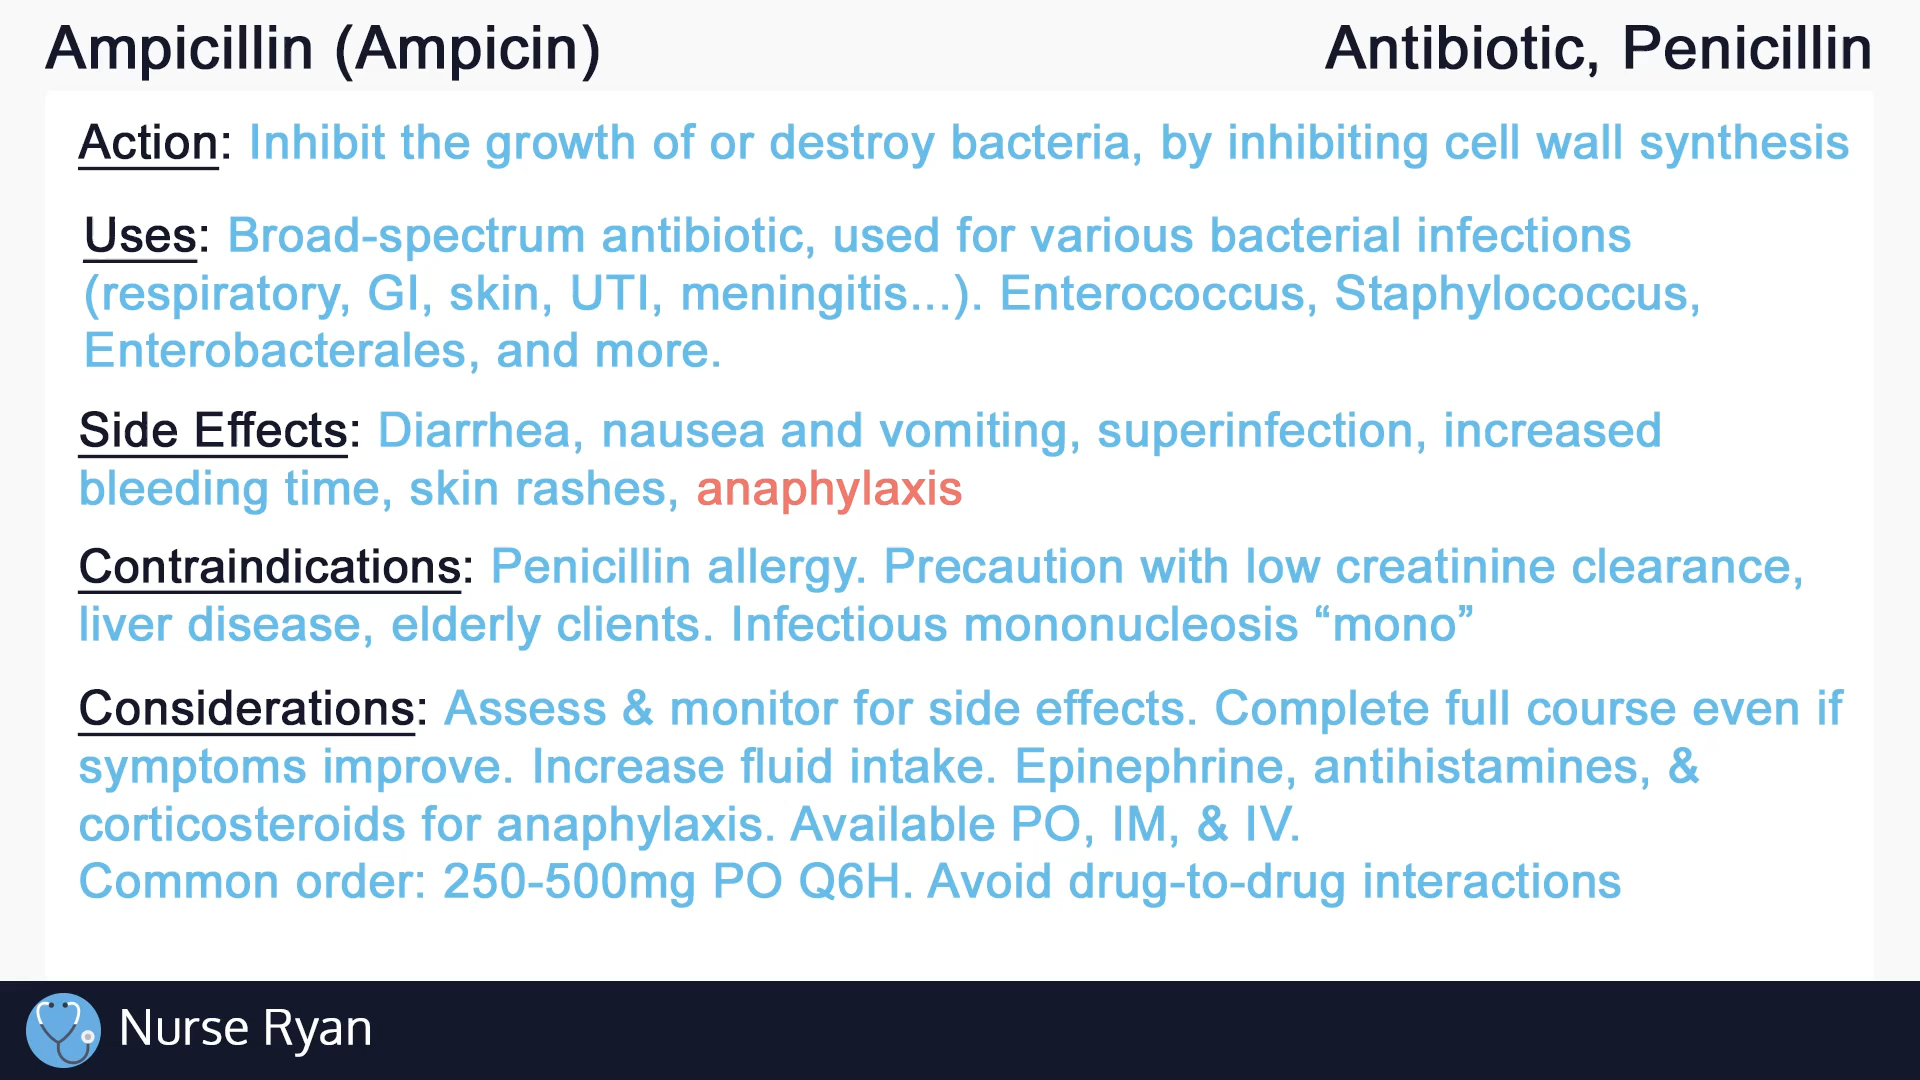 Ampicillin (Ampicin)
Antibiotic, Penicillin
Action: Inhibit the growth of or destroy bacteria, by inhibiting cell wall synthesis
Uses: Broad-spectrum antibiotic, used for various bacterial infections
(respiratory, GI, skin, UTI, meningitis...). Enterococcus, Staphylococcus,
Enterobacterales, and more.
Side Effects: Diarrhea, nausea and vomiting, superinfection, increased
bleeding time, skin rashes, anaphylaxis
Contraindications: Penicillin allergy. Precaution with low creatinine clearance,
liver disease, elderly clients. Infectious mononucleosis “mono”
Considerations: Assess & monitor for side effects. Complete full course even if
symptoms improve. Increase fluid intake. Epinephrine, antihistamines, &
corticosteroids for anaphylaxis. Available PO, IM, & IV.
Common order: 250-500mg PO Q6H. Avoid drug-to-drug interactions
Nurse Ryan